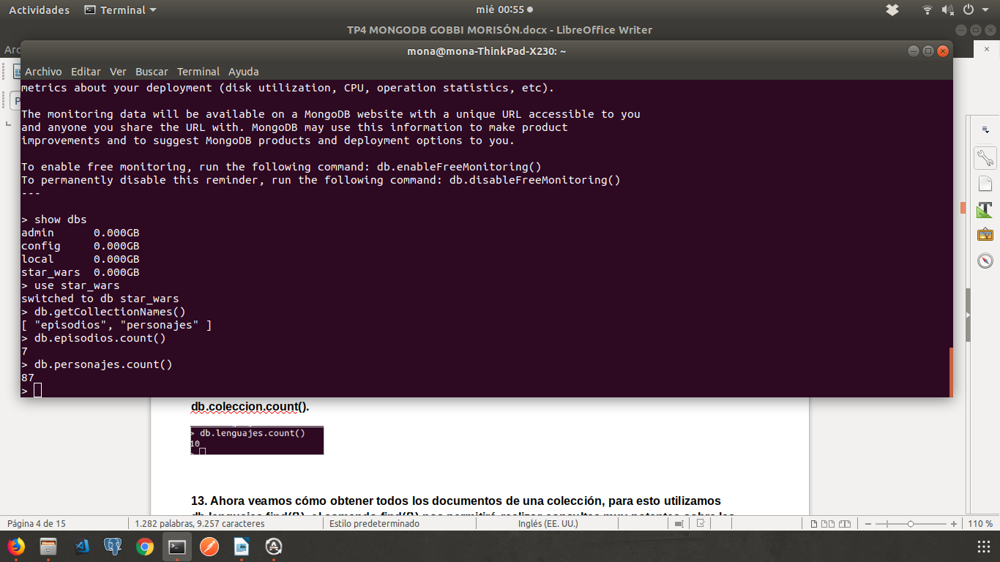 Actividades Terminal mié 00:55
TP4 MONGODB GOBBI MORISÓN.docx - LibreOffice Writer
mona@mona-ThinkPad-X230: ~
Archivo Editar Ver Buscar Terminal Ayuda
metrics about your deployment (disk utilization, CPU, operation statistics, etc).
The monitoring data will be available on a MongoDB website with a unique URL accessible to you
and anyone you share the URL with. MongoDB may use this information to make product
improvements and to suggest MongoDB products and deployment options to you.
To enable free monitoring, run the following command: db.enableFreeMonitoring()
To permanently disable this reminder, run the following command: db.disableFreeMonitoring()
---
> show dbs
admin 0.000GB
config 0.000GB
local 0.000GB
star_wars 0.000GB
> use star_wars
switched to db star_wars
> db.getCollectionNames()
[ "episodios", "personajes" ]
> db.episodios.count()
7
> db.personajes.count()
87
>
db.coleccion.count().
> db.lenguajes.count()
10
13. Ahora veamos cómo obtener todos los documentos de una colección, para esto utilizamos
Página 4 de 15 1.282 palabras, 9.257 caracteres Estilo predeterminado Inglés (EE. UU.) 110 %